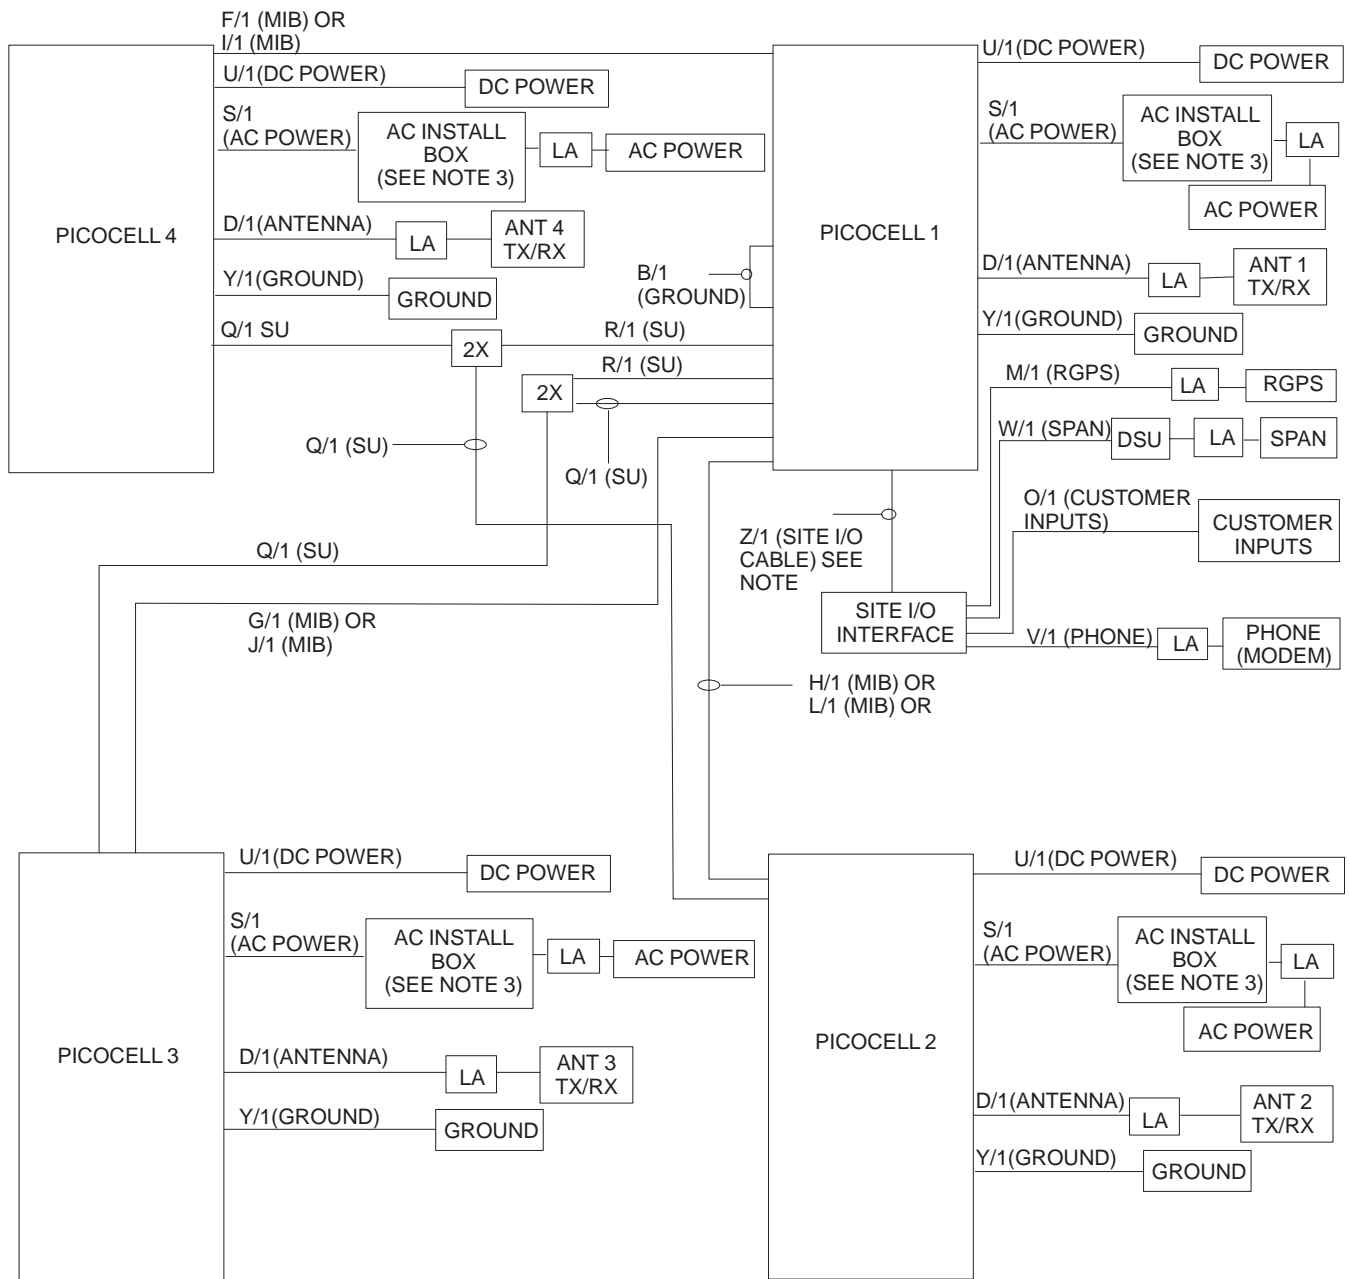 F/1 (MIB) OR
I/1 (MIB)
U/1(DC POWER)
DC POWER
S/1
(AC POWER)
AC INSTALL
BOX
(SEE NOTE 3)
LA
AC POWER
PICOCELL 4
D/1(ANTENNA)
LA
ANT 4
TX/RX
Y/1(GROUND)
GROUND
Q/1 SU
2X
R/1 (SU)
R/1 (SU)
2X
Q/1 (SU)
Q/1 (SU)
B/1
(GROUND)
PICOCELL 1
U/1(DC POWER)
DC POWER
S/1
(AC POWER)
AC INSTALL
BOX
(SEE NOTE 3)
LA
AC POWER
D/1(ANTENNA)
LA
ANT 1
TX/RX
Y/1(GROUND)
GROUND
M/1 (RGPS)
LA
RGPS
W/1 (SPAN)
DSU
LA
SPAN
O/1 (CUSTOMER
INPUTS)
CUSTOMER
INPUTS
Z/1 (SITE I/O
CABLE) SEE
NOTE
SITE I/O
INTERFACE
V/1 (PHONE)
LA
PHONE
(MODEM)
Q/1 (SU)
G/1 (MIB) OR
J/1 (MIB)
H/1 (MIB) OR
L/1 (MIB) OR
PICOCELL 3
U/1(DC POWER)
DC POWER
S/1
(AC POWER)
AC INSTALL
BOX
(SEE NOTE 3)
LA
AC POWER
D/1(ANTENNA)
LA
ANT 3
TX/RX
Y/1(GROUND)
GROUND
PICOCELL 2
U/1(DC POWER)
DC POWER
S/1
(AC POWER)
AC INSTALL
BOX
(SEE NOTE 3)
LA
AC POWER
D/1(ANTENNA)
LA
ANT 2
TX/RX
Y/1(GROUND)
GROUND